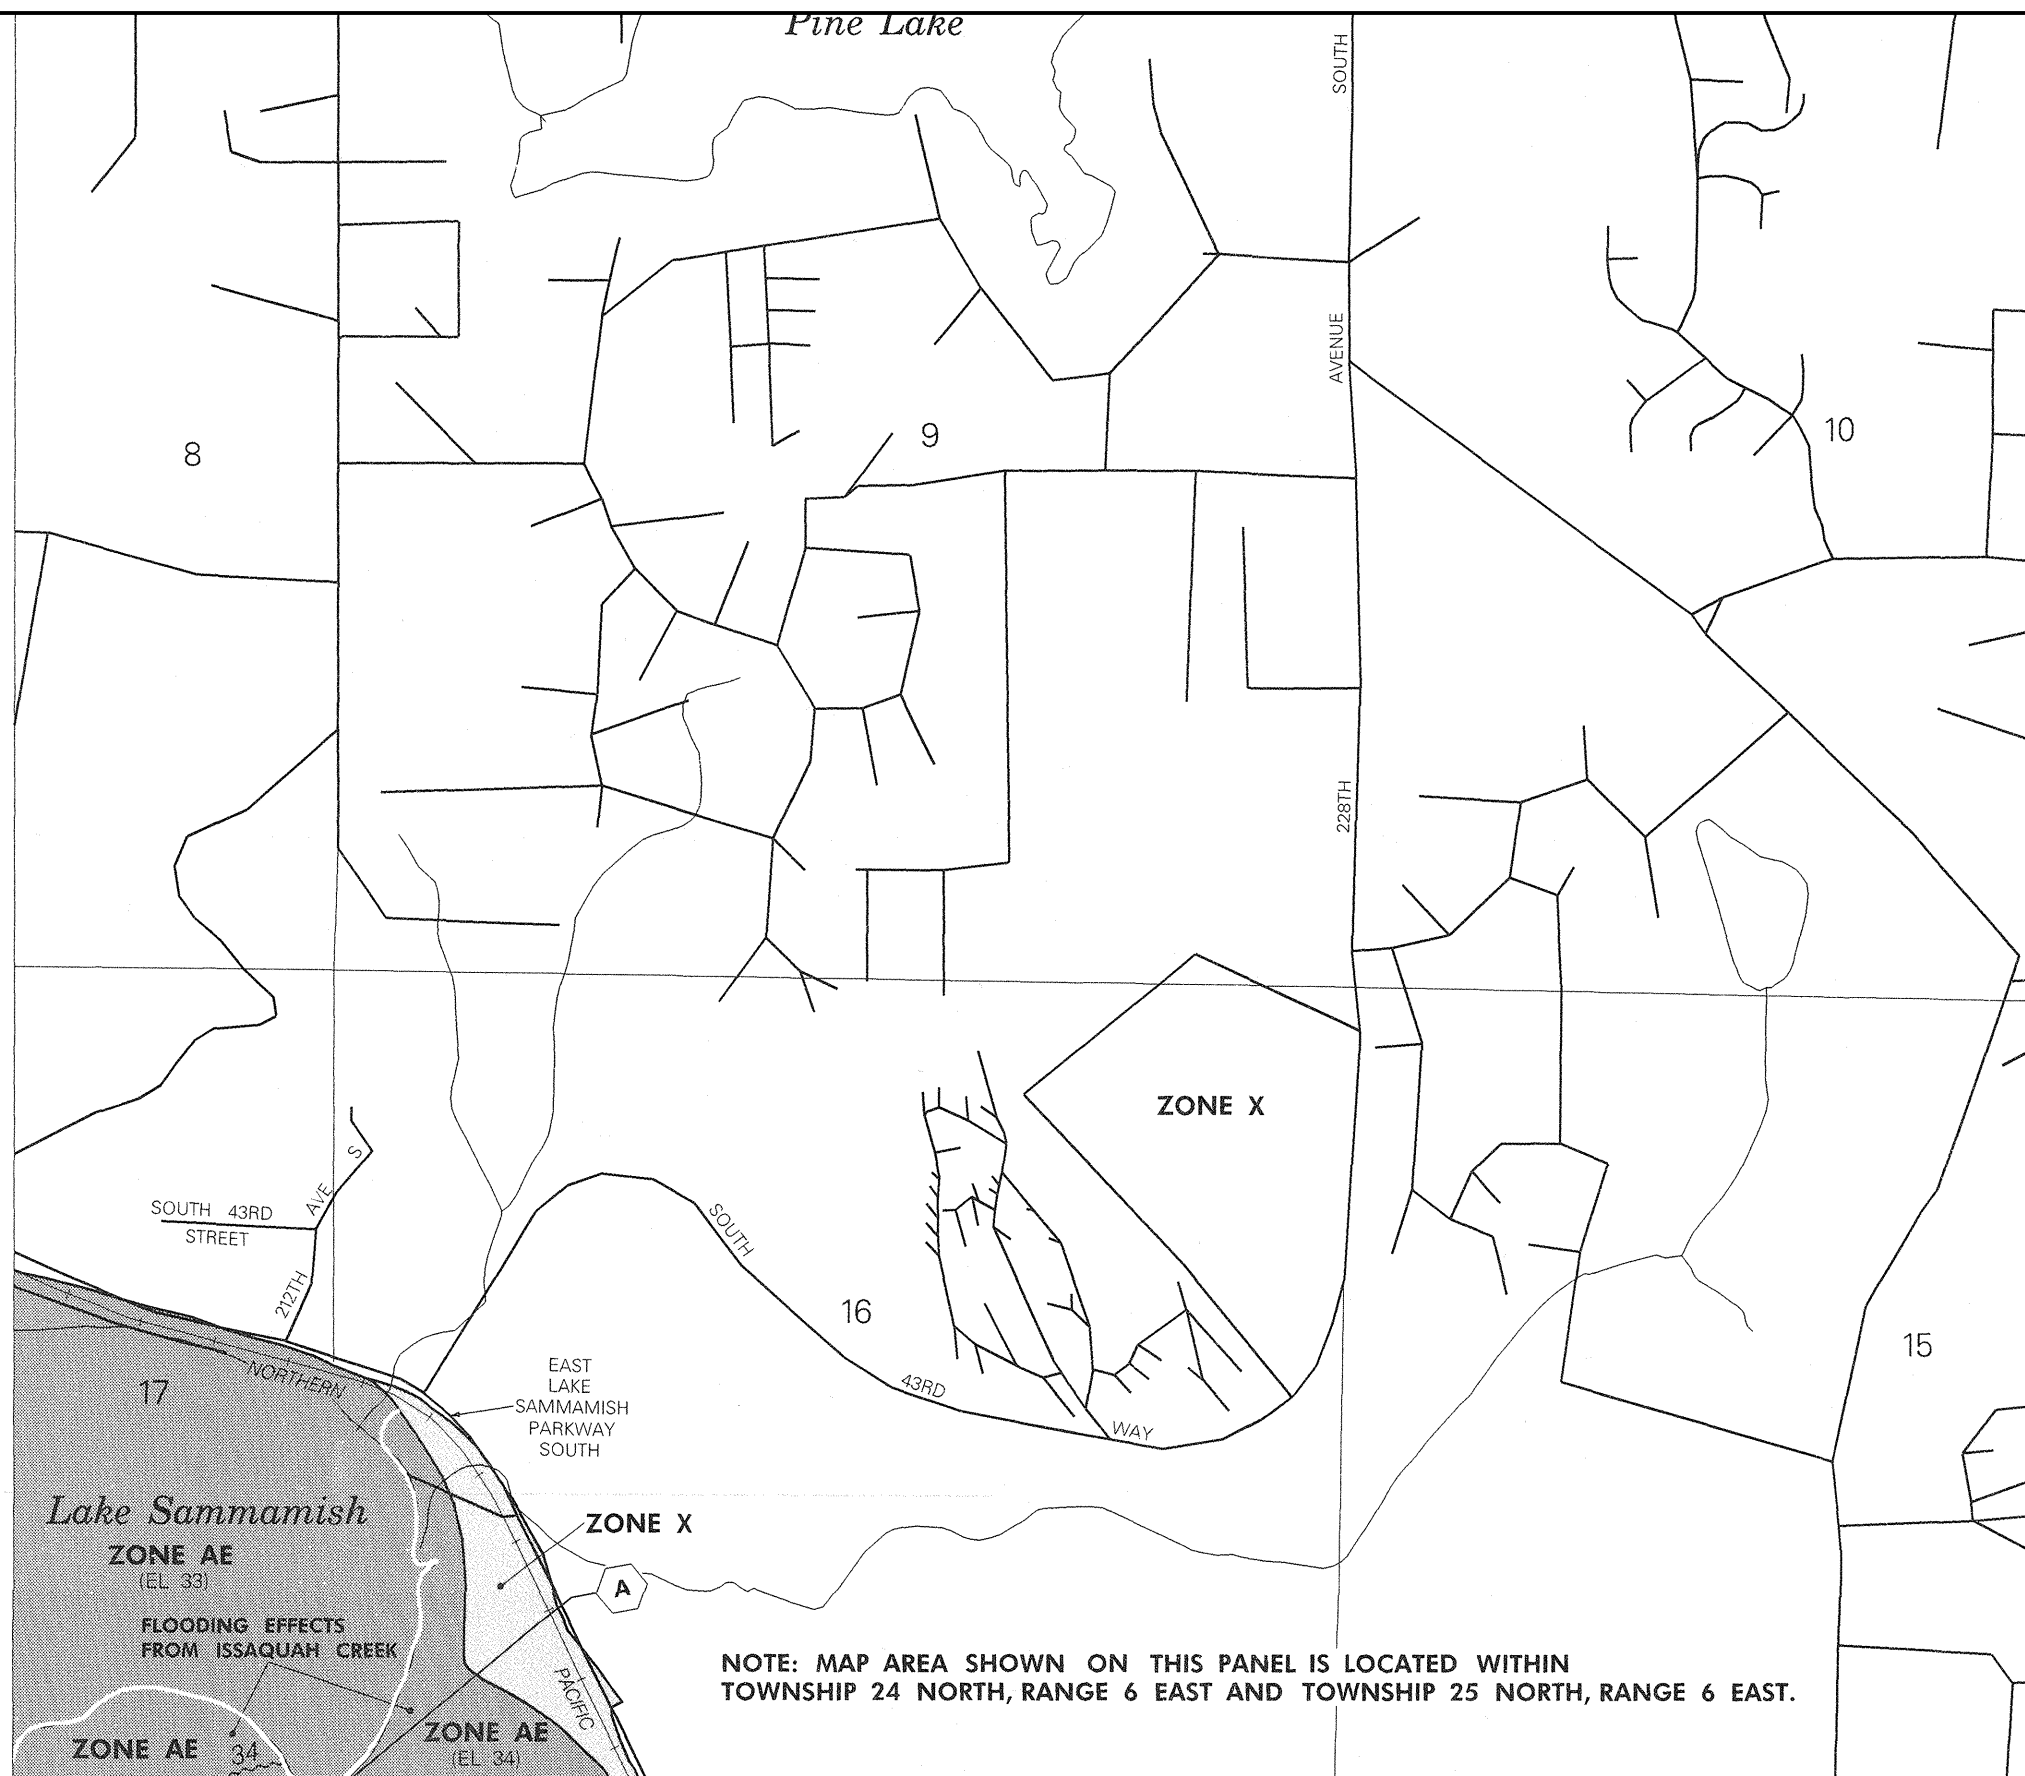 Pine Lake
SOUTH
AVENUE
228TH
8
9
10
ZONE X
SOUTH 43RD
STREET
AVE S
212TH
SOUTH
43RD
WAY
16
15
17
NORTHERN
EAST
LAKE
SAMMAMISH
PARKWAY
SOUTH
Lake Sammamish
ZONE AE
(EL 33)
ZONE X
A
FLOODING EFFECTS
FROM ISSAQUAH CREEK
PACIFIC
NOTE: MAP AREA SHOWN ON THIS PANEL IS LOCATED WITHIN
TOWNSHIP 24 NORTH, RANGE 6 EAST AND TOWNSHIP 25 NORTH, RANGE 6 EAST.
ZONE AE
34
ZONE AE
(EL 34)